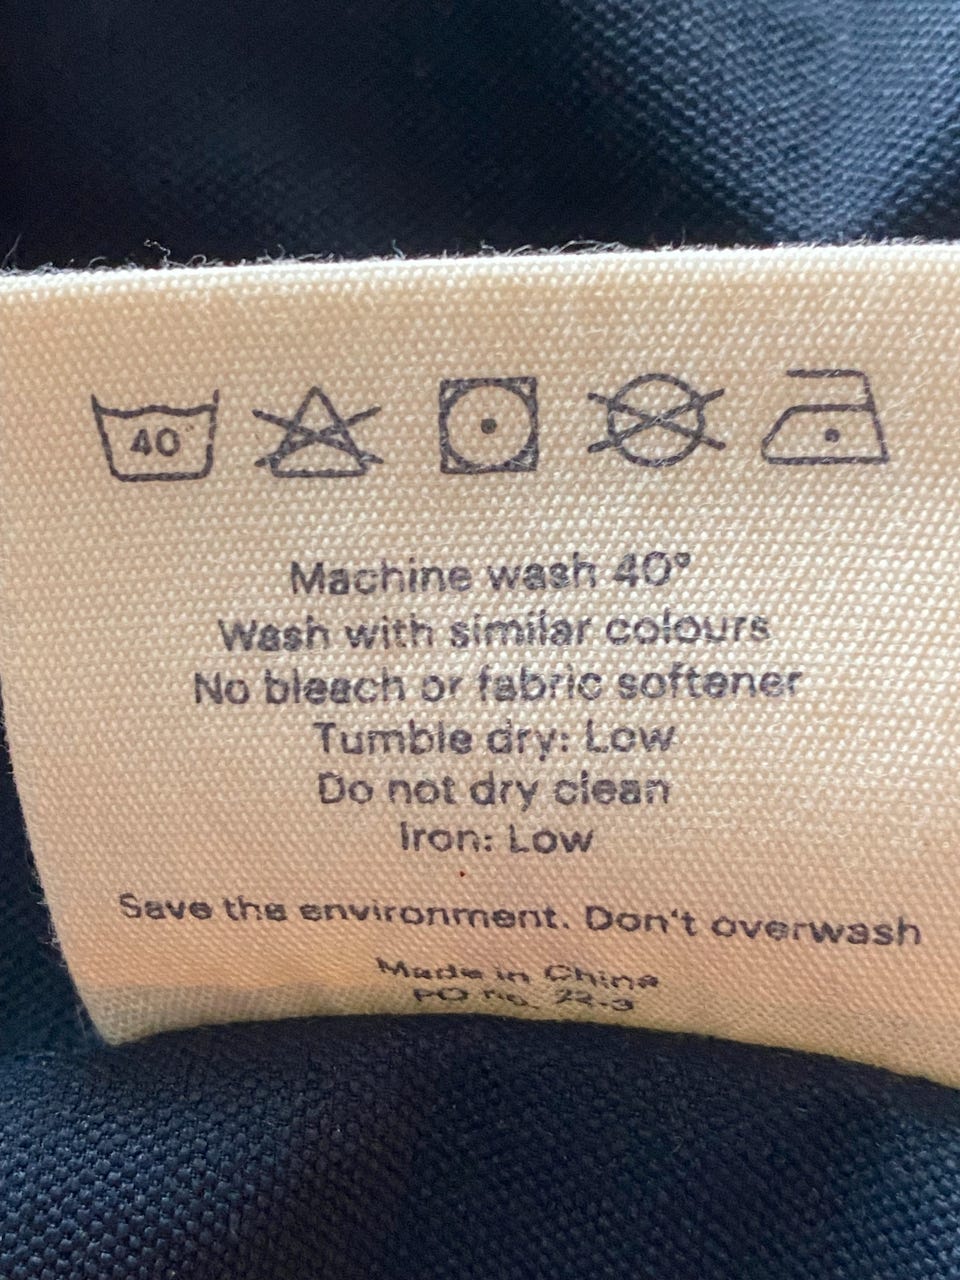 40
Machine wash 40°
Wash with similar colours
No bleach or fabric softener
Tumble dry: Low
Do not dry clean
Iron: Low
Save the environment. Don't overwash
Made in China
PO no. 22-3